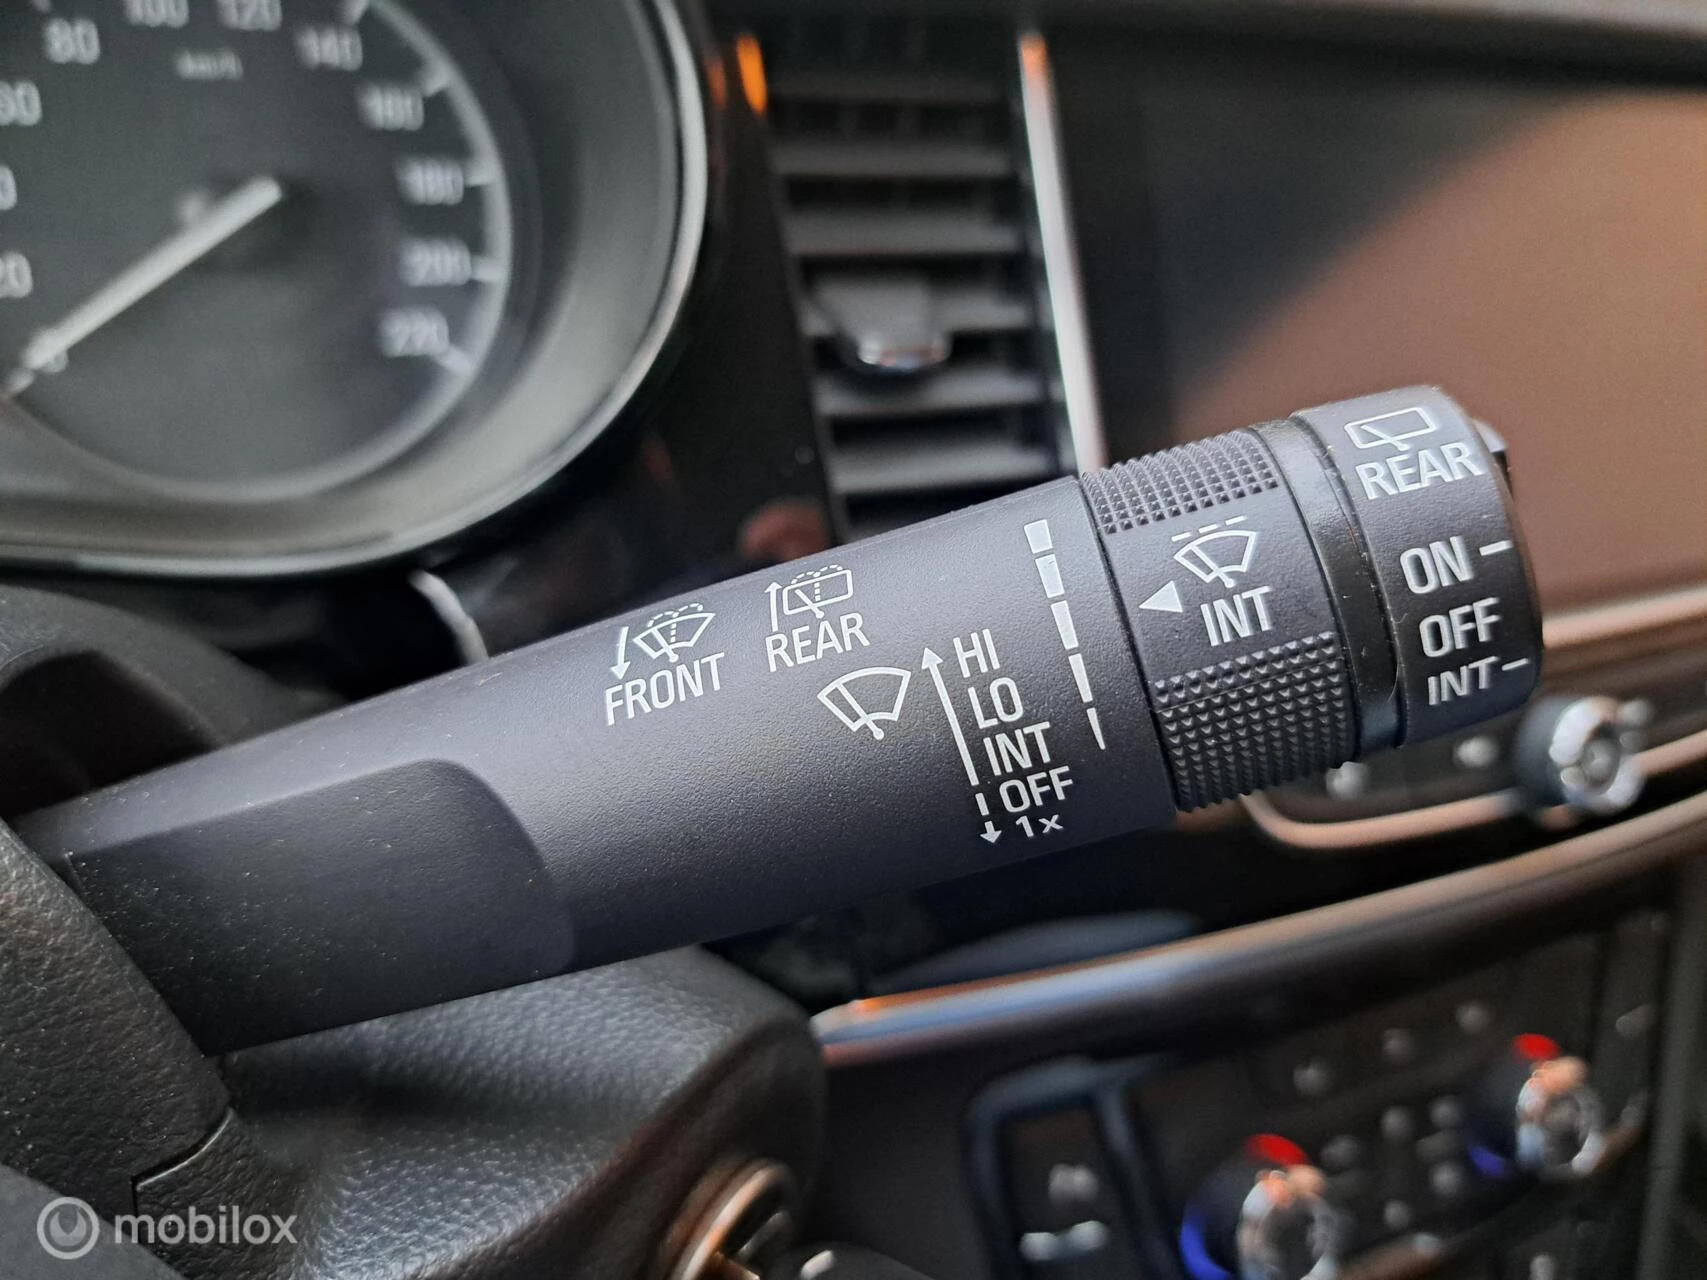 80
100
120
140
km/h
160
180
200
220
REAR
ON
OFF
INT
INT
REAR
FRONT
HI
LO
INT
OFF
1x
mobilox